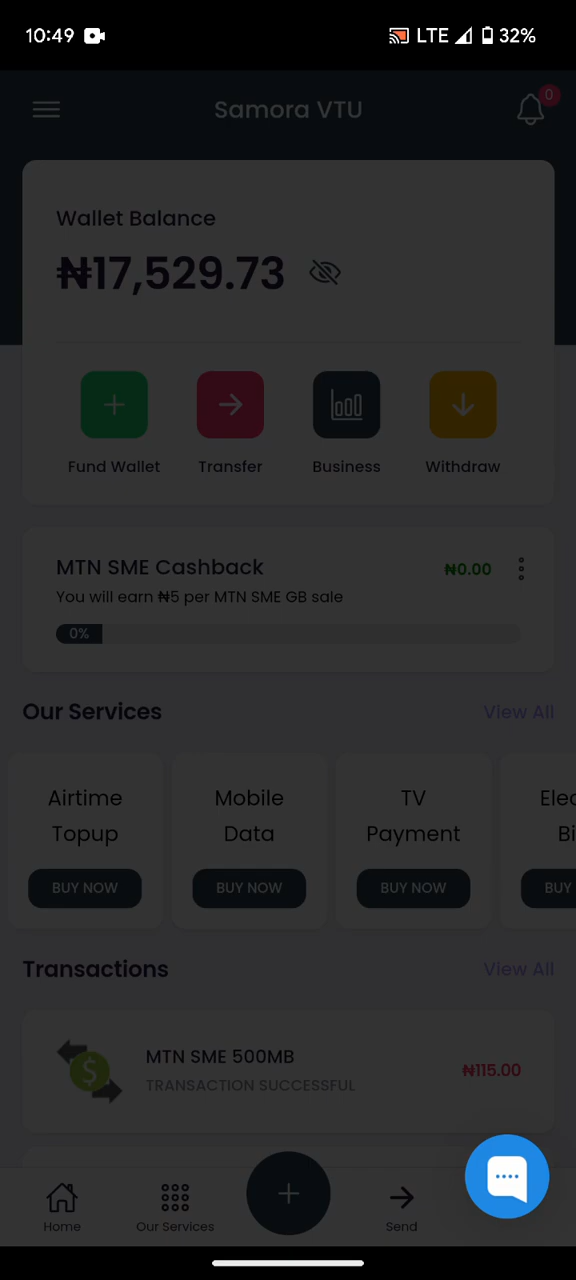 10:49 LTE 32%
Samora VTU 0
Wallet Balance
₦17,529.73
Fund Wallet Transfer Business Withdraw
MTN SME Cashback ₦0.00
You will earn ₦5 per MTN SME GB sale
0%
Our Services View All
Airtime Mobile TV Elec
Topup Data Payment Bi
BUY NOW BUY NOW BUY NOW BUY
Transactions View All
MTN SME 500MB ₦115.00
TRANSACTION SUCCESSFUL
Home Our Services Send